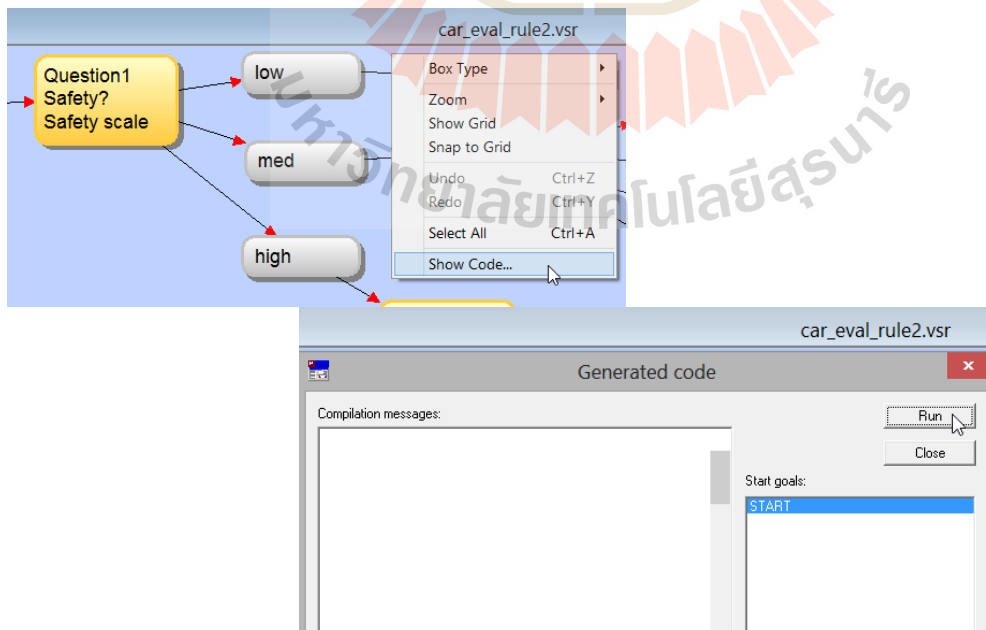 car_eval_rule2.vsr
Question1
Safety?
Safety scale
low
med
high
Box Type
Zoom
Show Grid
Snap to Grid
Undo Ctrl+Z
Redo Ctrl+Y
Select All Ctrl+A
Show Code...
มหาวิทยาลัยเทคโนโลยีสุรนารี
car_eval_rule2.vsr
Generated code
Compilation messages:
Run
Close
Start goals:
START